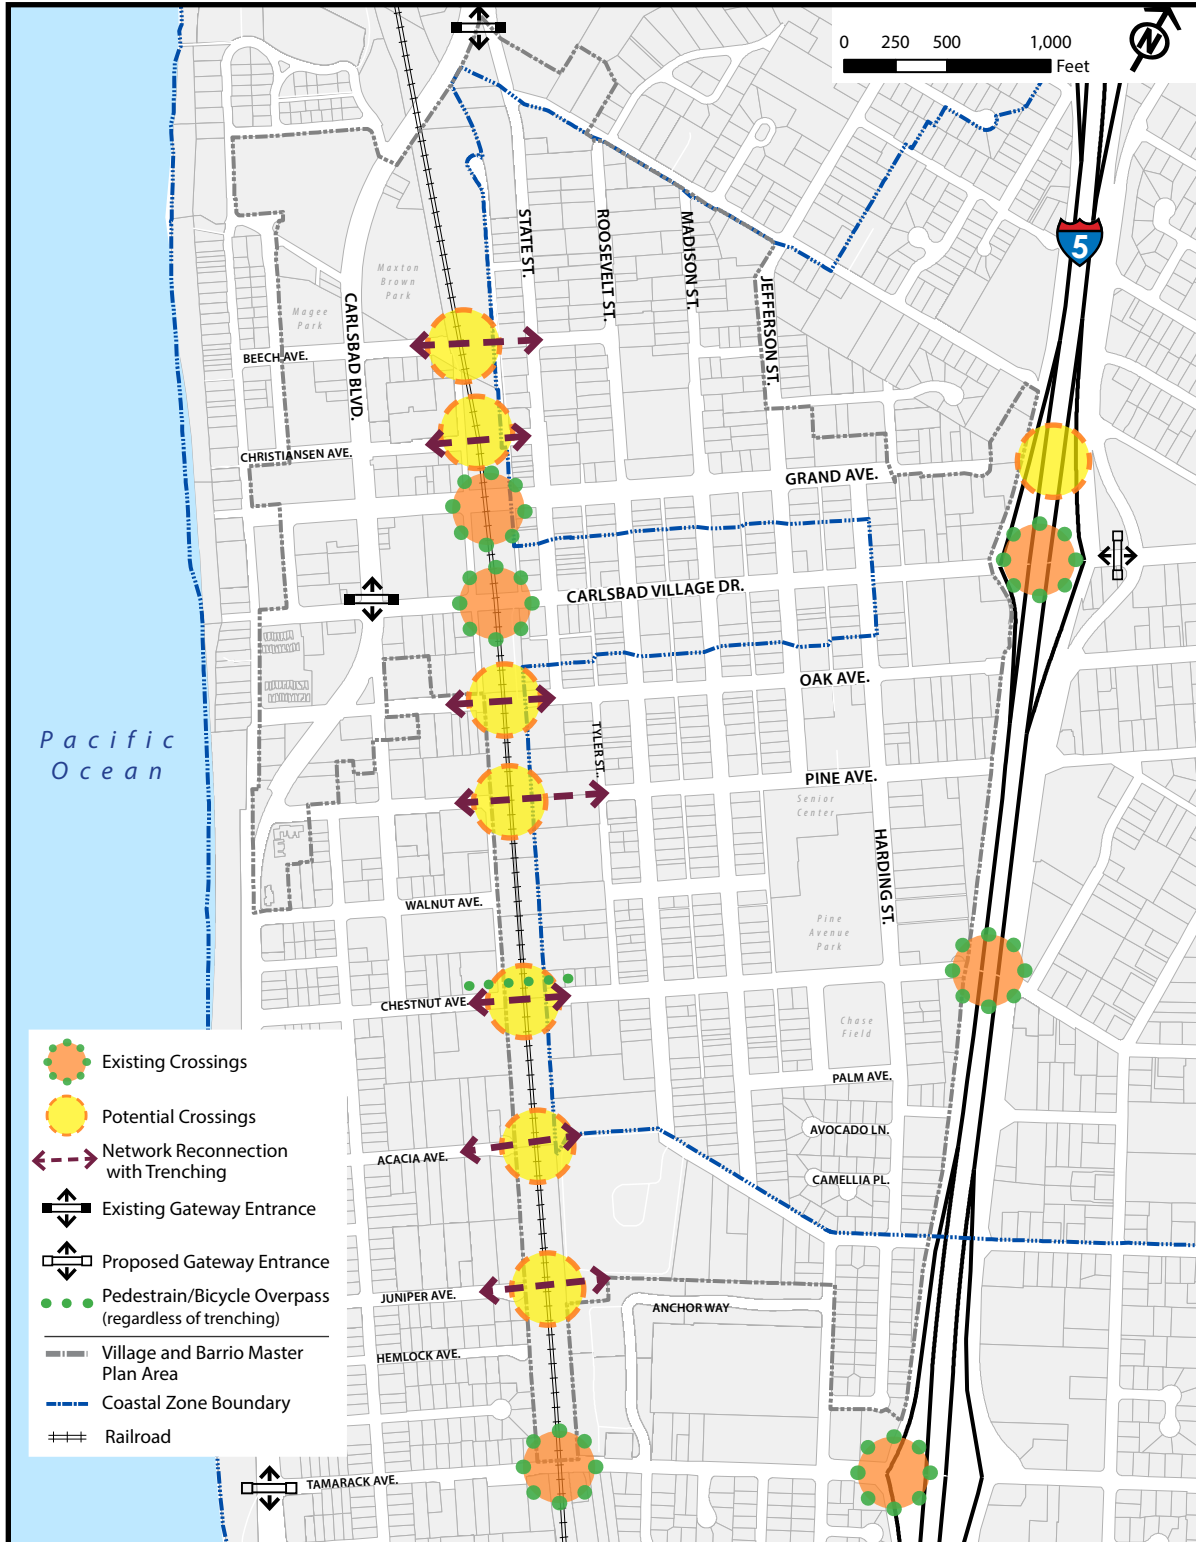 0 250 500 1,000
Feet
N
5
STATE ST.
ROOSEVELT ST.
MADISON ST.
JEFFERSON ST.
Maxton
Brown
Park
Magee
Park
CARLSBAD BLVD.
BEECH AVE.
CHRISTIANSEN AVE.
GRAND AVE.
CARLSBAD VILLAGE DR.
OAK AVE.
Pacific
Ocean
TYLER ST..
PINE AVE.
Senior
Center
HARDING ST.
WALNUT AVE.
Pine
Avenue
Park
CHESTNUT AVE.
Chase
Field
PALM AVE.
AVOCADO LN.
ACACIA AVE.
CAMELLIA PL.
JUNIPER AVE.
ANCHOR WAY
HEMLOCK AVE.
TAMARACK AVE.
Existing Crossings
Potential Crossings
Network Reconnection
with Trenching
Existing Gateway Entrance
Proposed Gateway Entrance
Pedestrain/Bicycle Overpass
(regardless of trenching)
Village and Barrio Master
Plan Area
Coastal Zone Boundary
Railroad